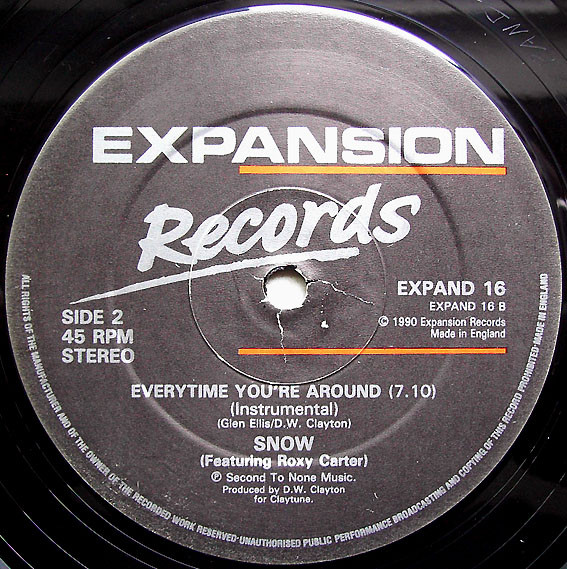 EXPANSION
Records
SIDE 2
45 RPM
STEREO
EXPAND 16
EXPAND 16 B
© 1990 Expansion Records
Made in England
EVERYTIME YOU'RE AROUND (7.10)
(Instrumental)
(Glen Ellis/D.W. Clayton)
SNOW
(Featuring Roxy Carter)
℗ Second To None Music.
Produced by D.W. Clayton
for Claytune.
ALL RIGHTS OF THE MANUFACTURER AND OF THE OWNER OF THE RECORDED WORK RESERVED·UNAUTHORISED PUBLIC PERFORMANCE BROADCASTING AND COPYING OF THIS RECORD PROHIBITED·MADE IN ENGLAND